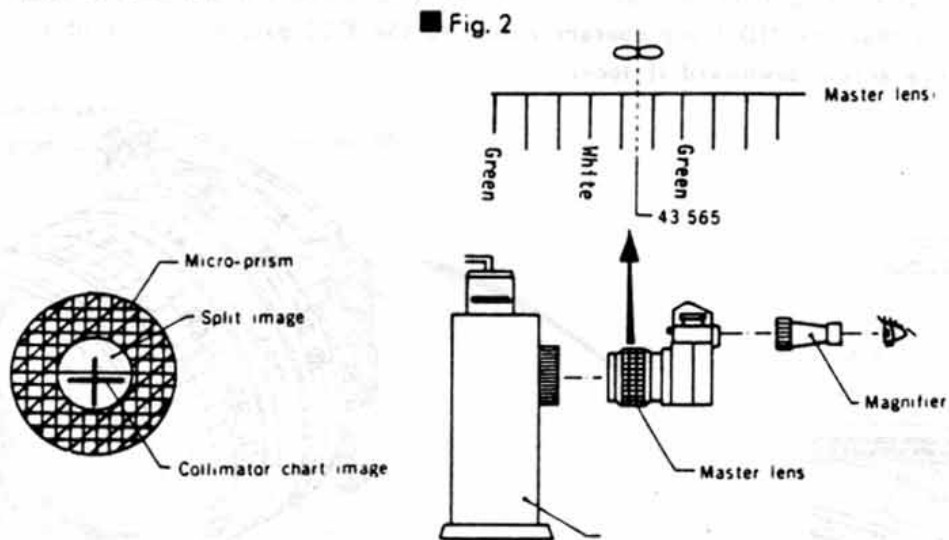 ■ Fig. 2
Master lens
Green
White
Green
43 565
Micro-prism
Split image
Collimator chart image
Magnifier
Master lens